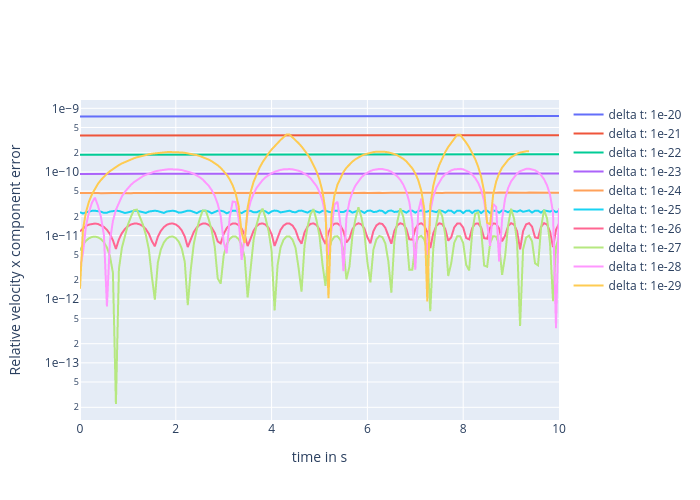 1e−9
5
2
1e−10
5
2
1e−11
5
2
1e−12
5
2
1e−13
5
2
0
2
4
6
8
10
time in s
Relative velocity x component error
delta t: 1e-20
delta t: 1e-21
delta t: 1e-22
delta t: 1e-23
delta t: 1e-24
delta t: 1e-25
delta t: 1e-26
delta t: 1e-27
delta t: 1e-28
delta t: 1e-29